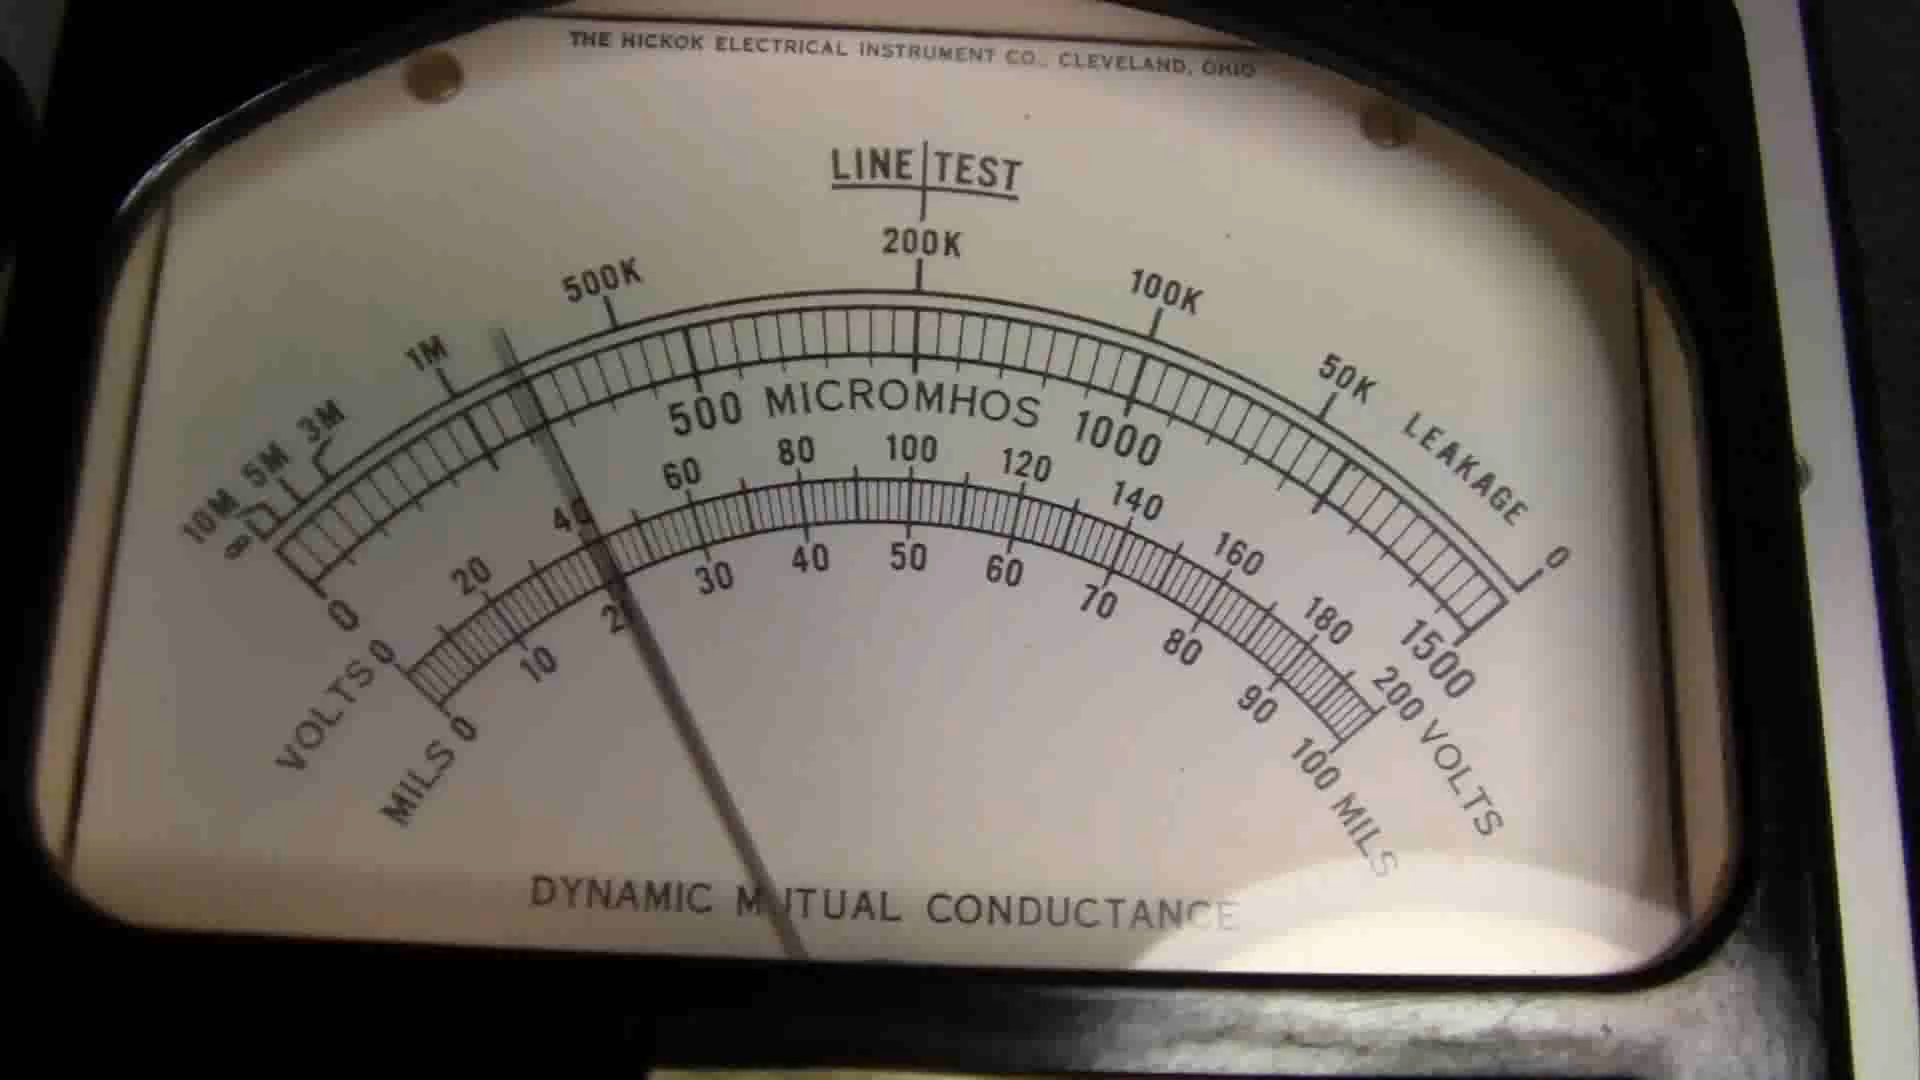 THE HICKOK ELECTRICAL INSTRUMENT CO., CLEVELAND, OHIO
LINE TEST
∞ 10M 5M 3M 1M 500K 200K 100K 50K LEAKAGE 0
0 500 MICROMHOS 1000 1500
VOLTS 0 20 40 60 80 100 120 140 160 180 200 VOLTS
MILS 0 10 20 30 40 50 60 70 80 90 100 MILS
DYNAMIC MUTUAL CONDUCTANCE